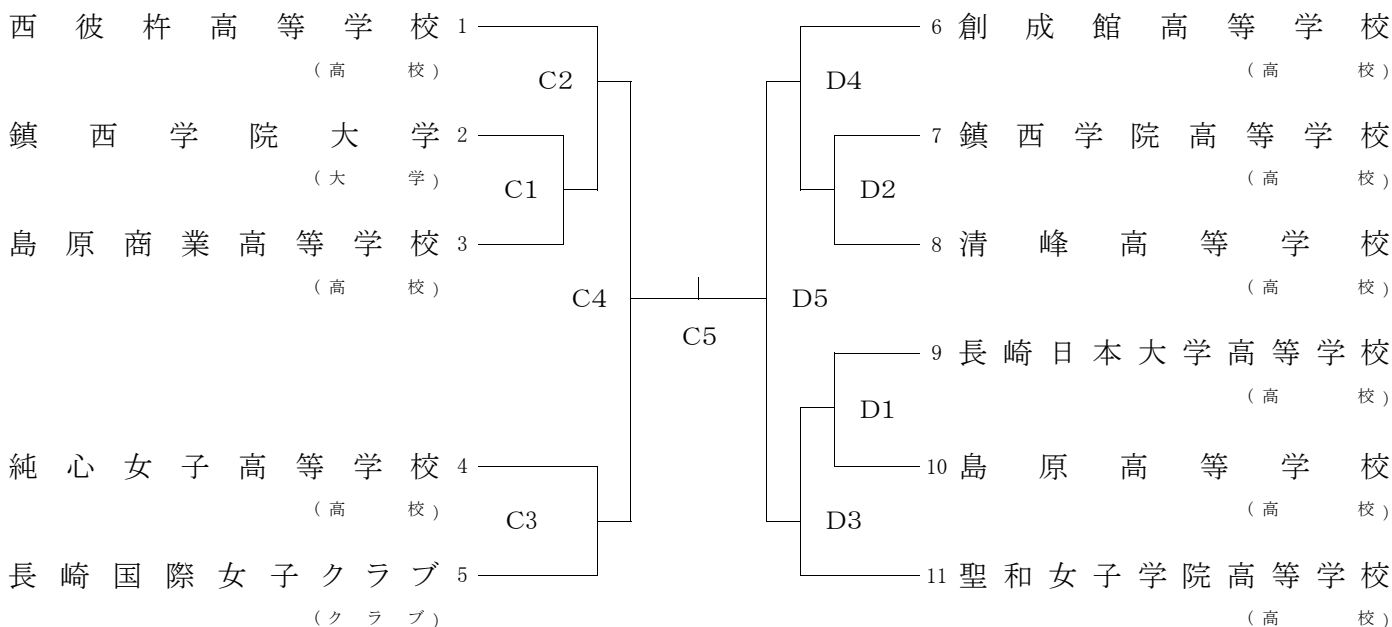 西彼杵高等学校 1
(高校)
C2
鎮西学院大学 2
(大学)
C1
島原商業高等学校 3
(高校)
C4
C5
純心女子高等学校 4
(高校)
C3
長崎国際女子クラブ 5
(クラブ)
6 創成館高等学校
(高校)
D4
7 鎮西学院高等学校
(高校)
D2
8 清峰高等学校
(高校)
D5
9 長崎日本大学高等学校
(高校)
D1
10 島原高等学校
(高校)
D3
11 聖和女子学院高等学校
(高校)